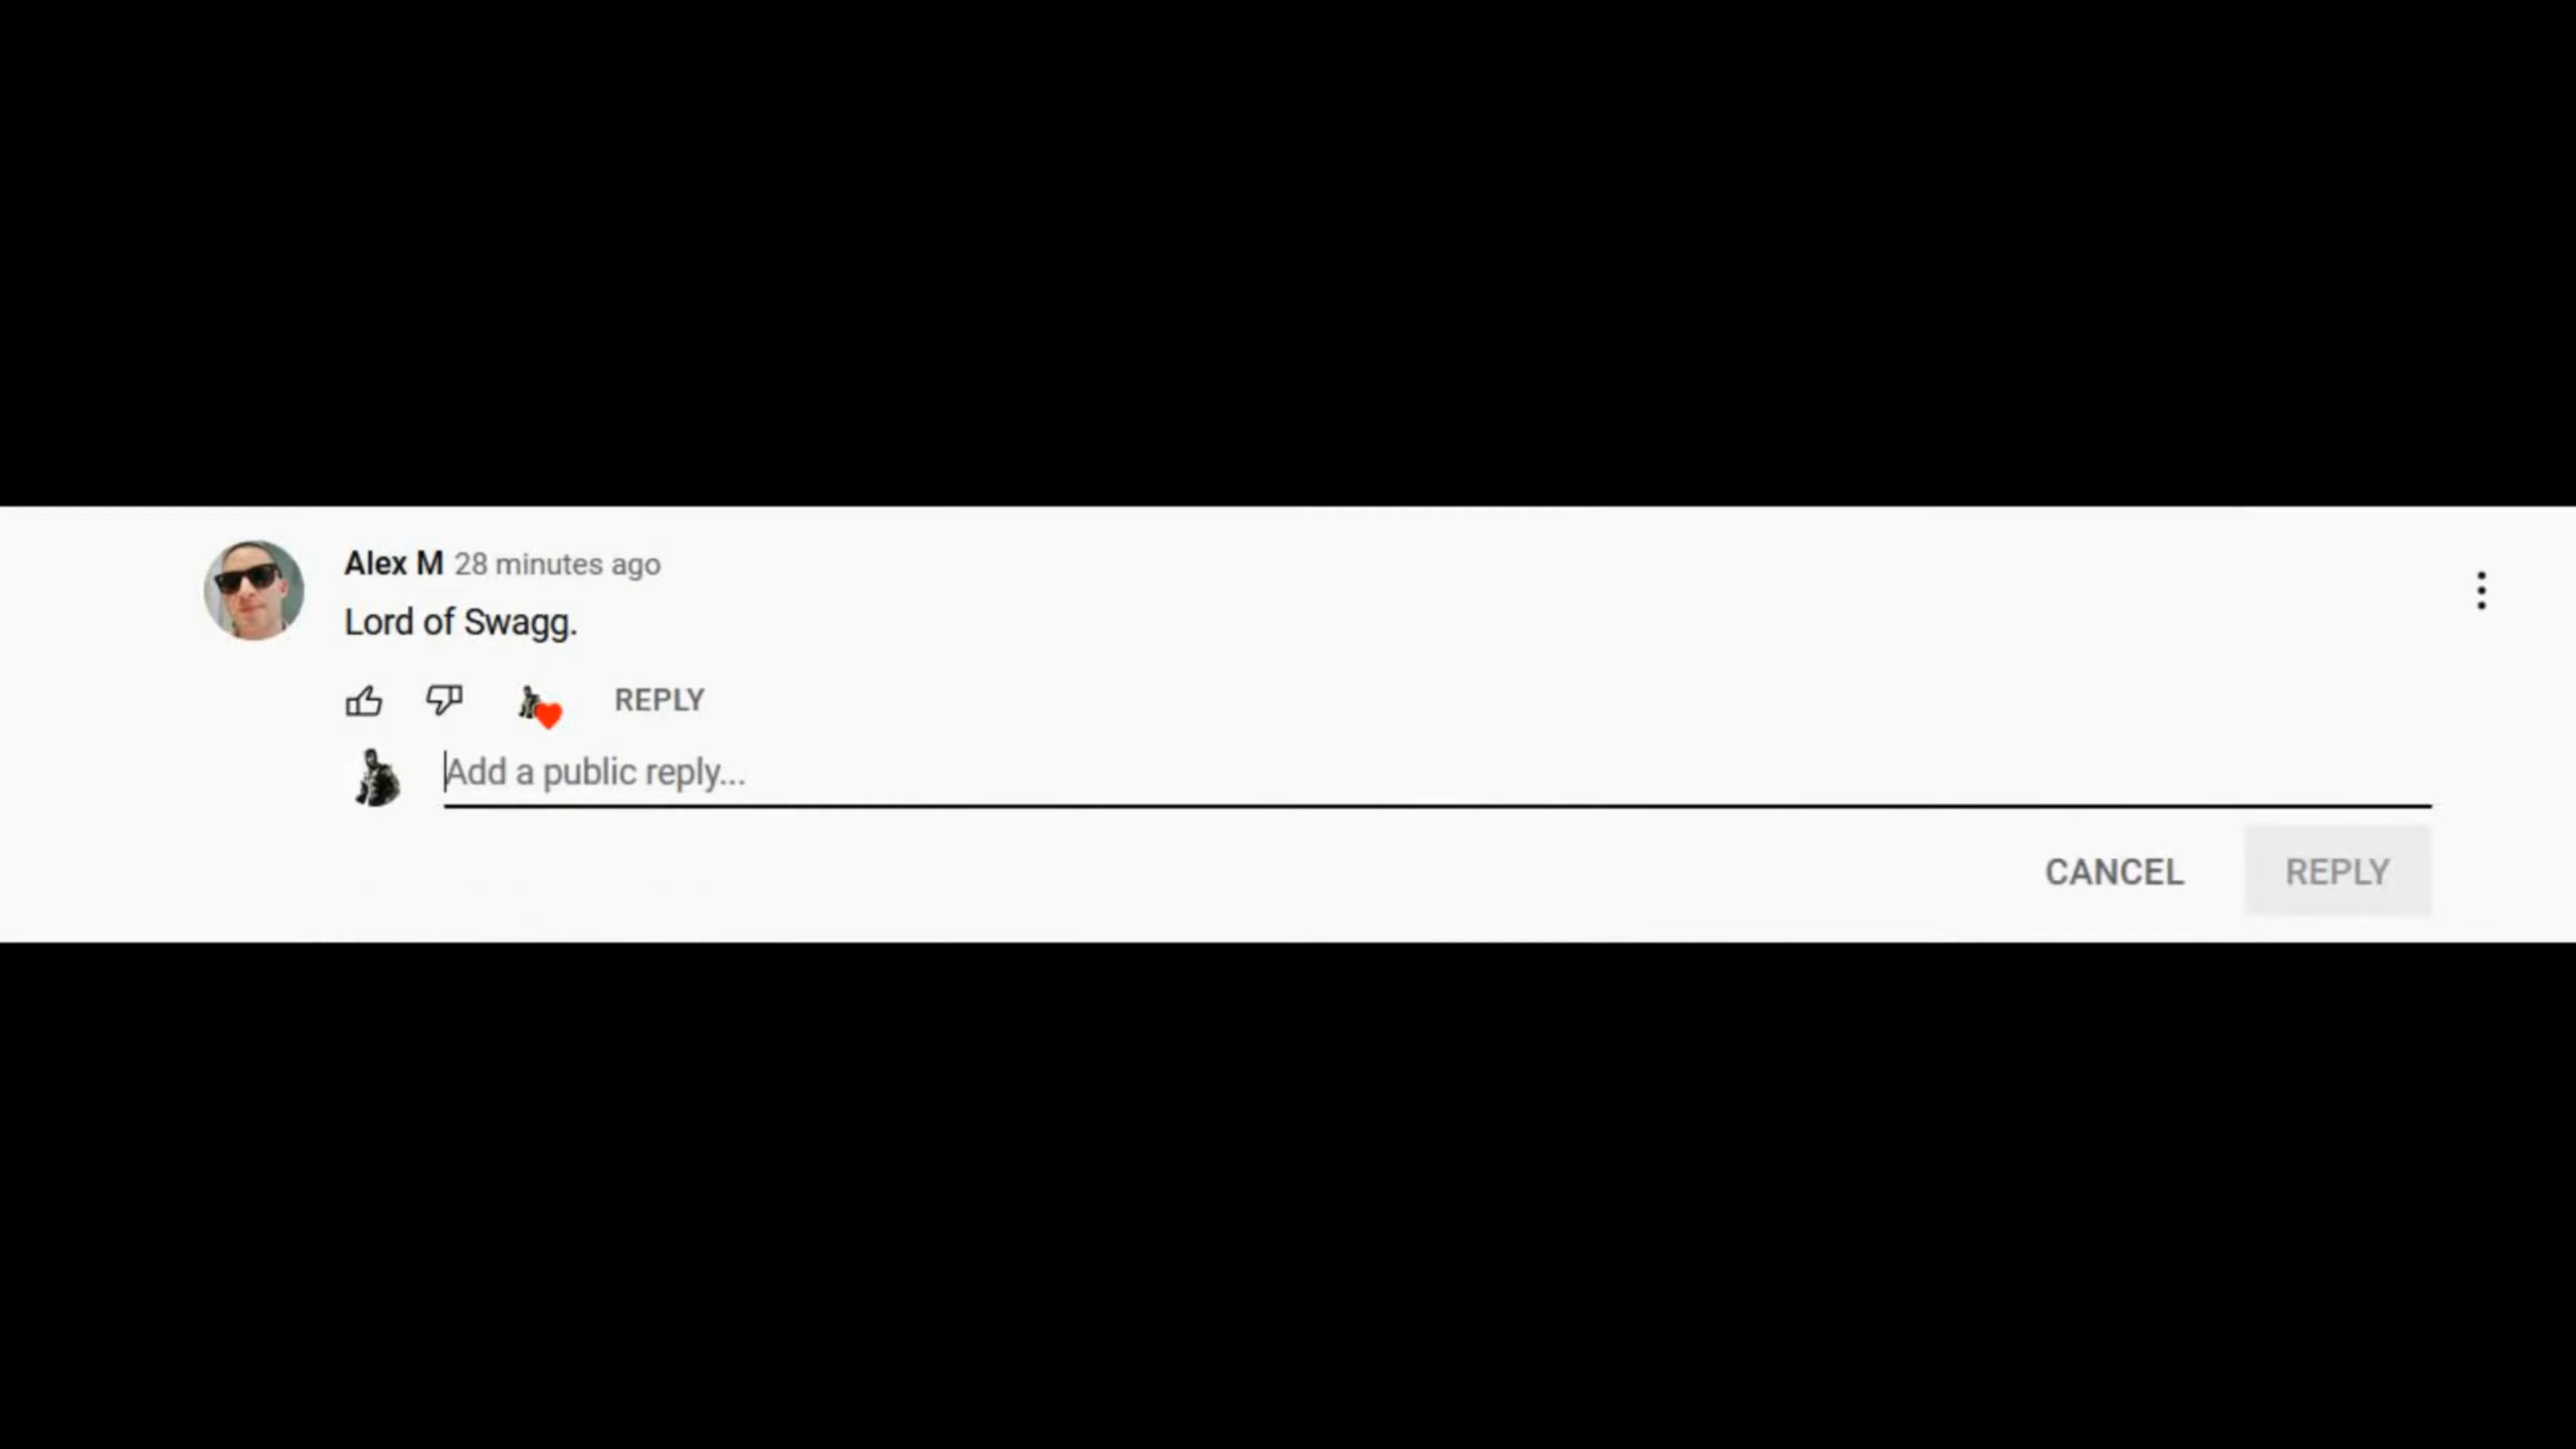 Alex M 28 minutes ago
Lord of Swagg.
REPLY
Add a public reply...
CANCEL REPLY